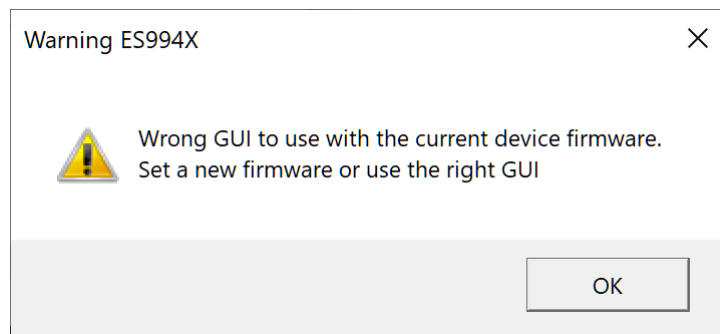 Warning ES994X
Wrong GUI to use with the current device firmware.
Set a new firmware or use the right GUI
OK